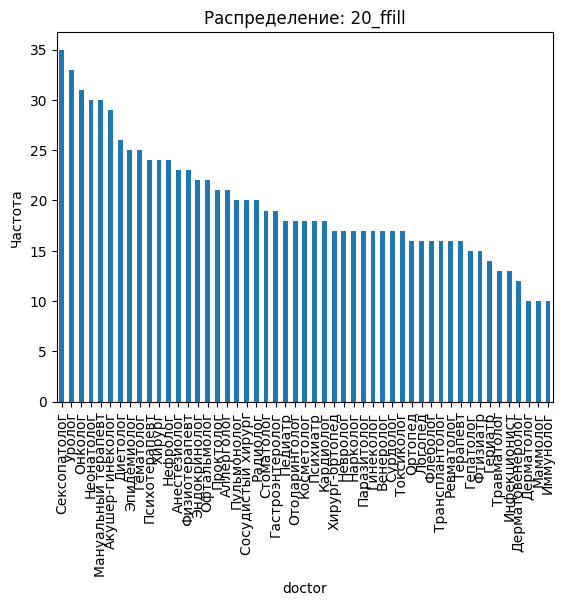 Распределение: 20_ffill
Частота
35
30
25
20
15
10
5
0
Сексопатолог
Уролог
Онколог
Неонатолог
Мануальный терапевт
Акушер-гинеколог
Диетолог
Эпидемиолог
Гематолог
Психотерапевт
Хирург
Нефролог
Анестезиолог
Физиотерапевт
Эндокринолог
Офтальмолог
Проктолог
Аллерголог
Пульмонолог
Сосудистый хирург
Радиолог
Стоматолог
Гастроэнтеролог
Педиатр
Отоларинголог
Косметолог
Психиатр
Кардиолог
Хирург-ортопед
Невролог
Нарколог
Паразитолог
Гинеколог
Венеролог
Сурдолог
Токсиколог
Ортопед
Логопед
Флеболог
Трансплантолог
Ревматолог
Терапевт
Гепатолог
Фтизиатр
Гериатр
Травматолог
Инфекционист
Дерматовенеролог
Дерматолог
Маммолог
Иммунолог
doctor